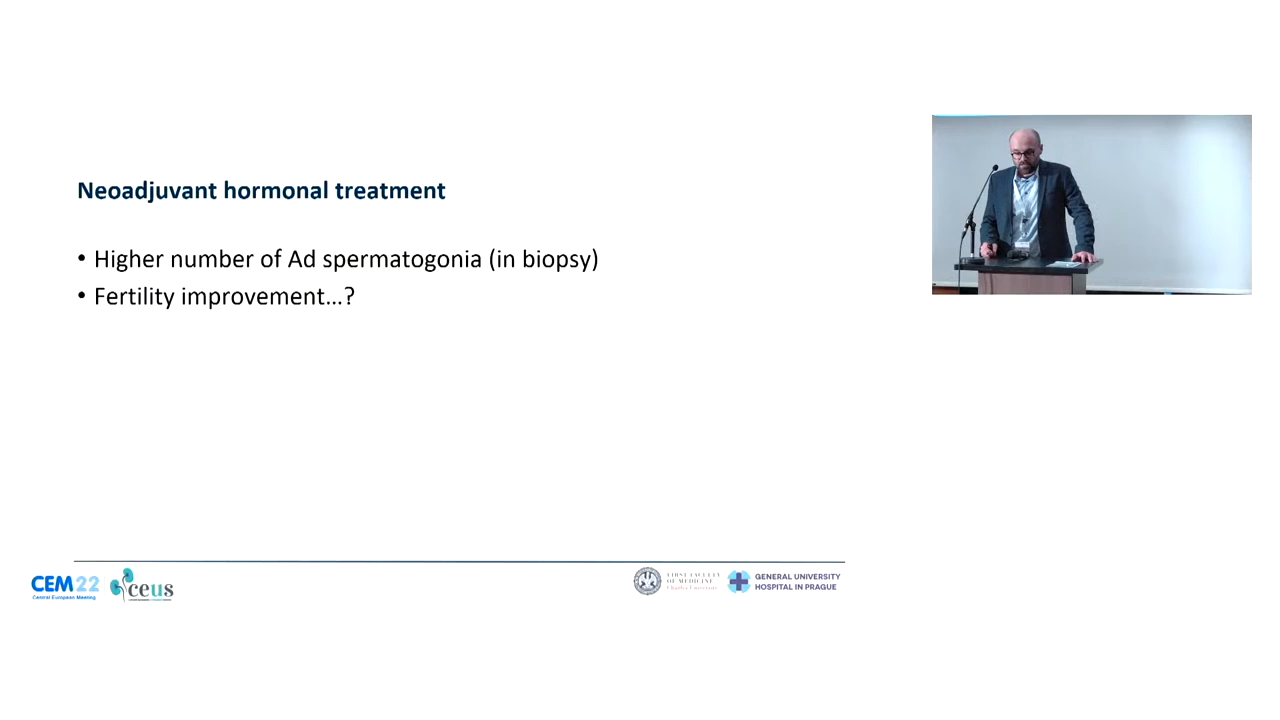 Neoadjuvant hormonal treatment
• Higher number of Ad spermatogonia (in biopsy)
• Fertility improvement...?
CEM22
Central European Meeting
ceus
FIRST FACULTY
OF MEDICINE
Charles University
GENERAL UNIVERSITY
HOSPITAL IN PRAGUE